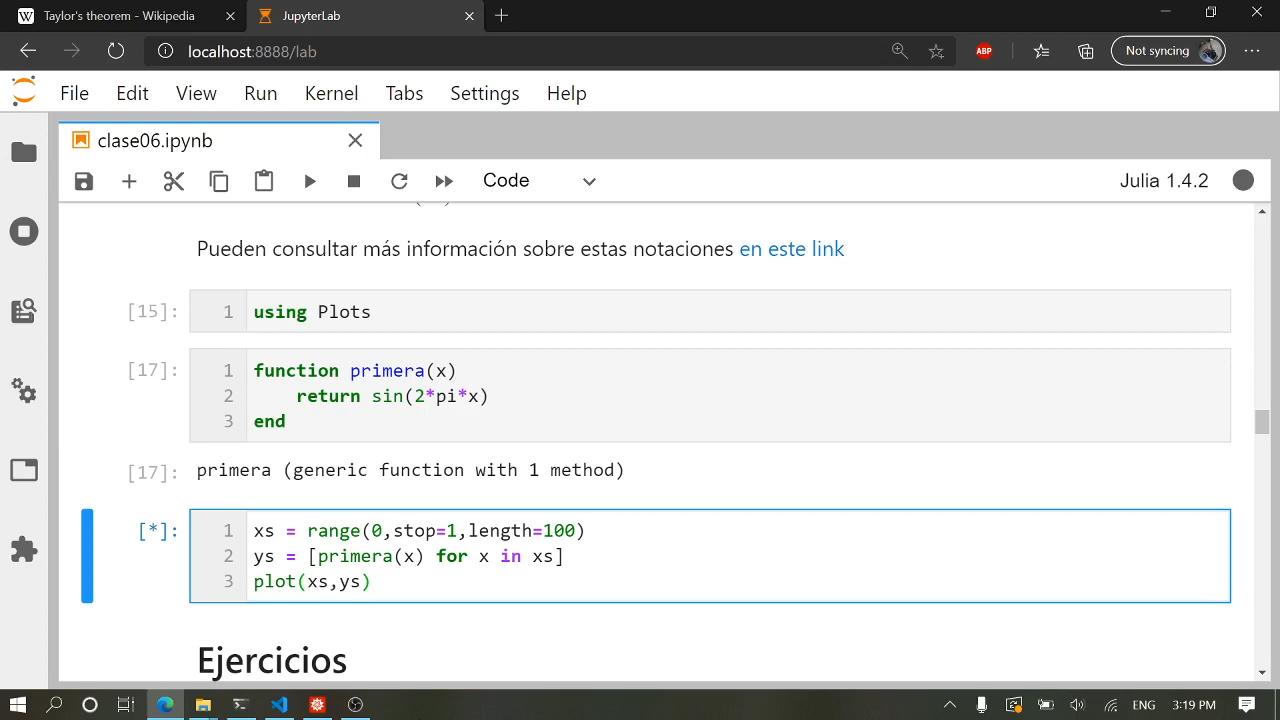 W Taylor's theorem - Wikipedia
JupyterLab
localhost:8888/lab
ABP
Not syncing
File Edit View Run Kernel Tabs Settings Help
clase06.ipynb
Code
Julia 1.4.2
Pueden consultar más información sobre estas notaciones en este link
[15]: 1 using Plots
[17]: 1 function primera(x)
2 return sin(2*pi*x)
3 end
[17]: primera (generic function with 1 method)
[*]: 1 xs = range(0,stop=1,length=100)
2 ys = [primera(x) for x in xs]
3 plot(xs,ys)
Ejercicios
ENG 3:19 PM